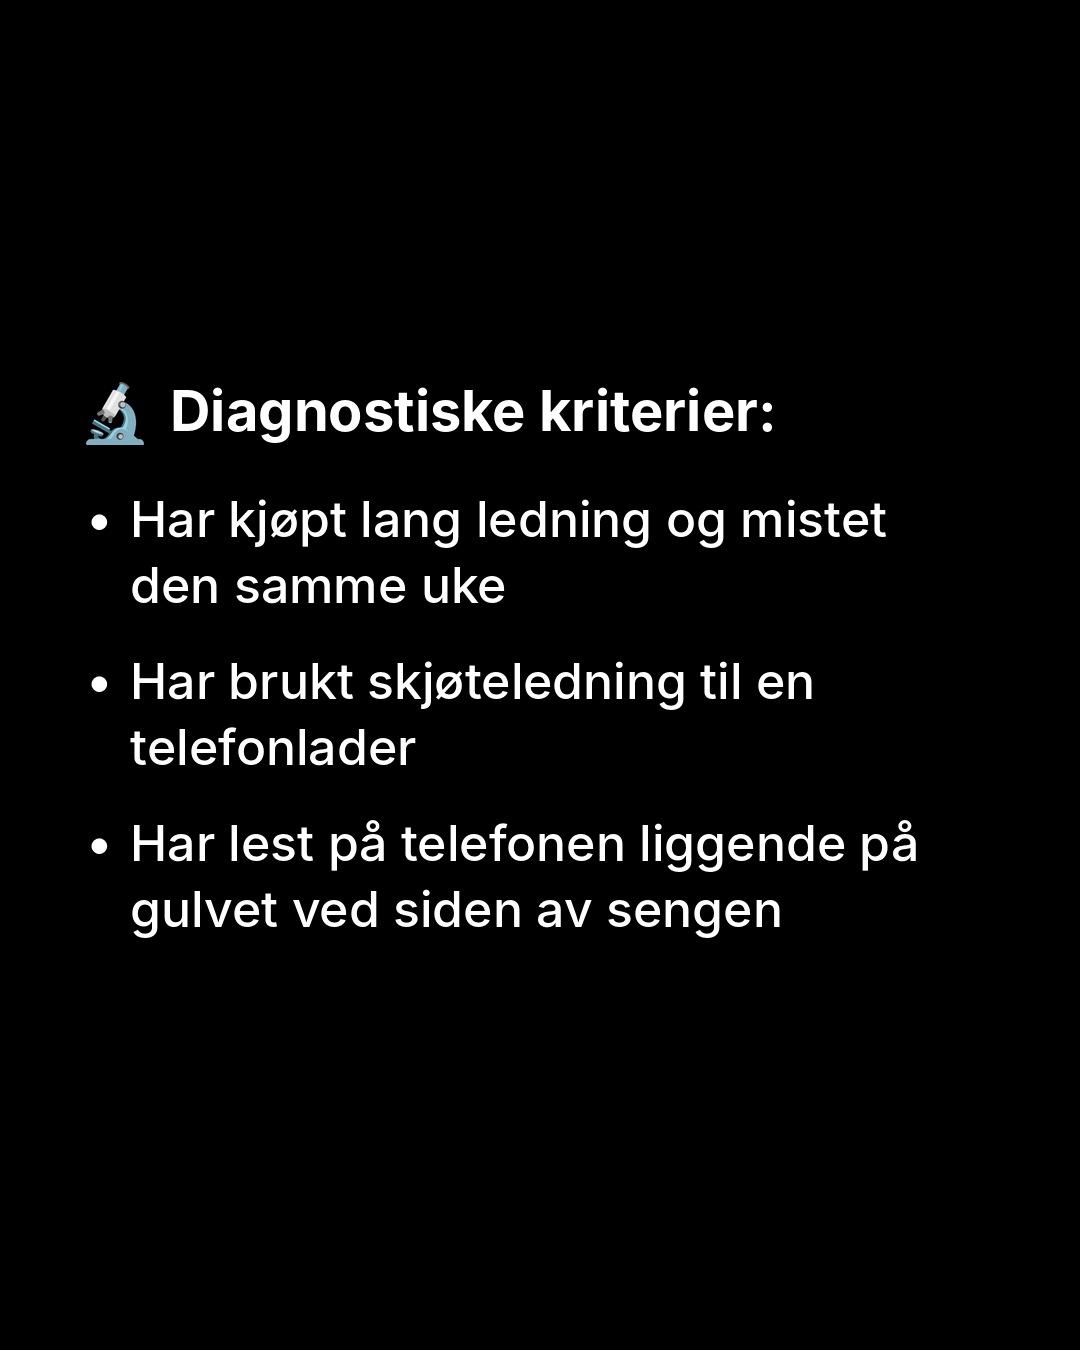 🔬 Diagnostiske kriterier:
• Har kjøpt lang ledning og mistet
den samme uke
• Har brukt skjøteledning til en
telefonlader
• Har lest på telefonen liggende på
gulvet ved siden av sengen